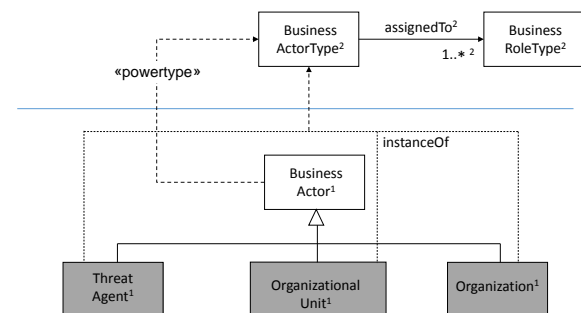 Business
ActorType²
assignedTo²
1..* ²
Business
RoleType²
«powertype»
instanceOf
Business
Actor¹
Threat
Agent¹
Organizational
Unit¹
Organization¹